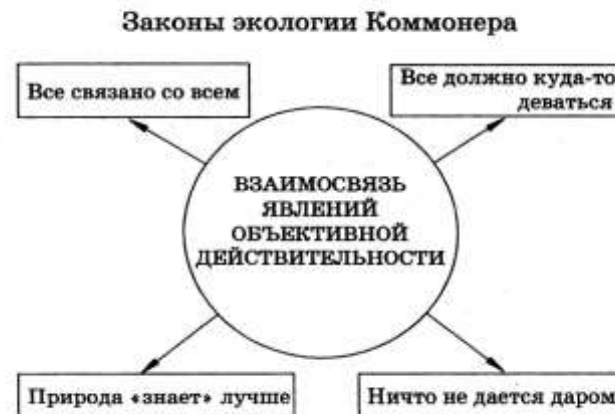 Законы экологии Коммонера
Все связано со всем
Все должно куда-то
деваться
ВЗАИМОСВЯЗЬ
ЯВЛЕНИЙ
ОБЪЕКТИВНОЙ
ДЕЙСТВИТЕЛЬНОСТИ
Природа «знает» лучше
Ничто не дается даром